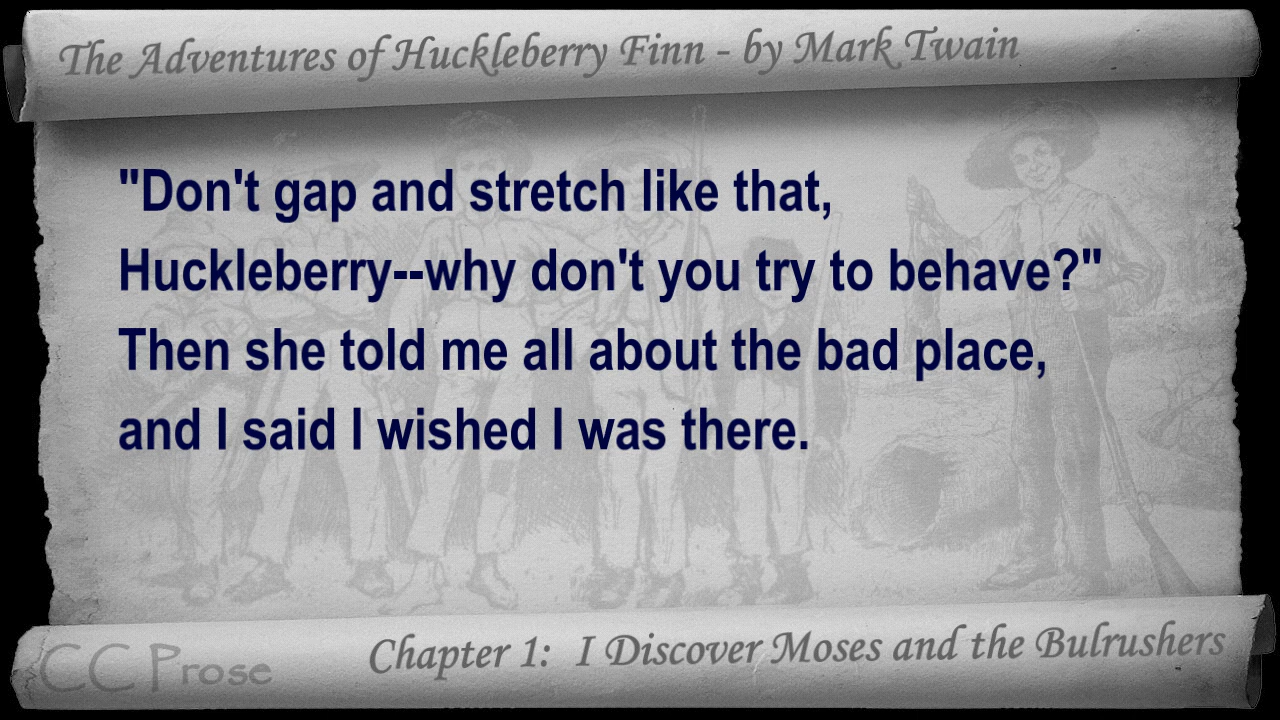 The Adventures of Huckleberry Finn - by Mark Twain
"Don't gap and stretch like that,
Huckleberry--why don't you try to behave?"
Then she told me all about the bad place,
and I said I wished I was there.
CC Prose
Chapter 1: I Discover Moses and the Bulrushers